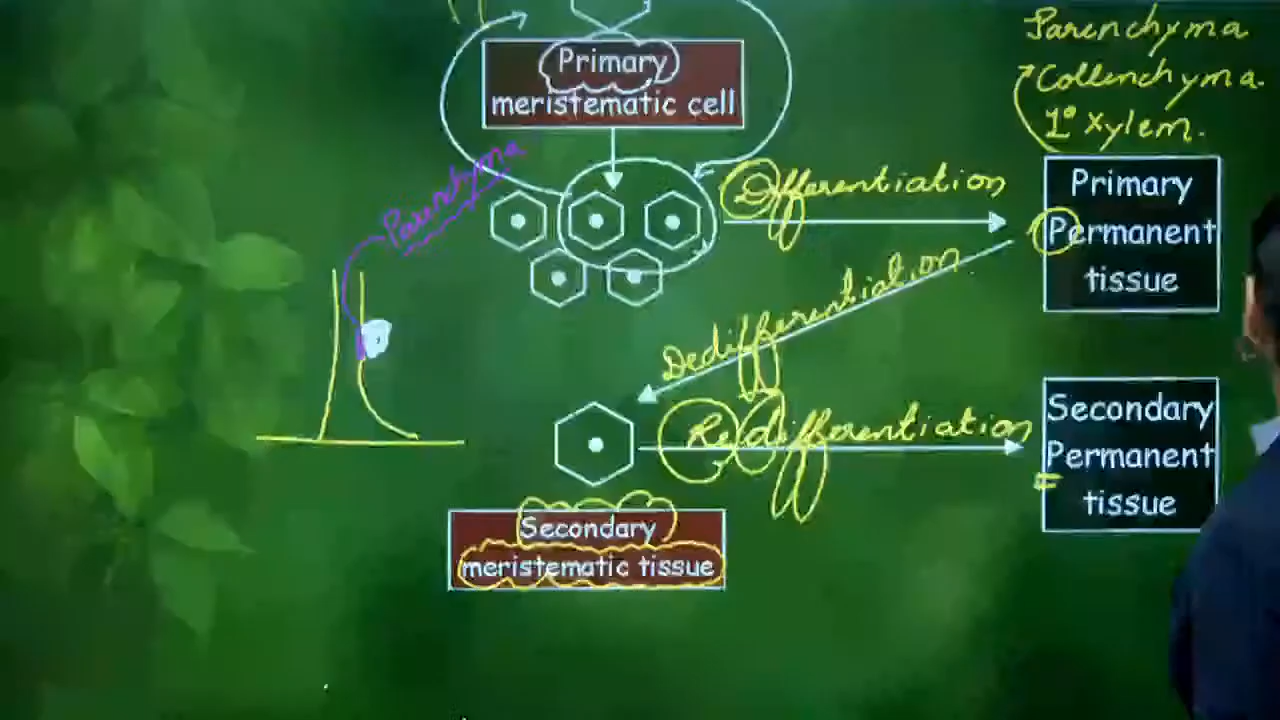 Parenchyma
Collenchyma
1° Xylem.
Primary
meristematic cell
Parenchyma
Differentiation
Primary
Permanent
tissue
Dedifferentiation
Redifferentiation
Secondary
Permanent
tissue
Secondary
meristematic tissue